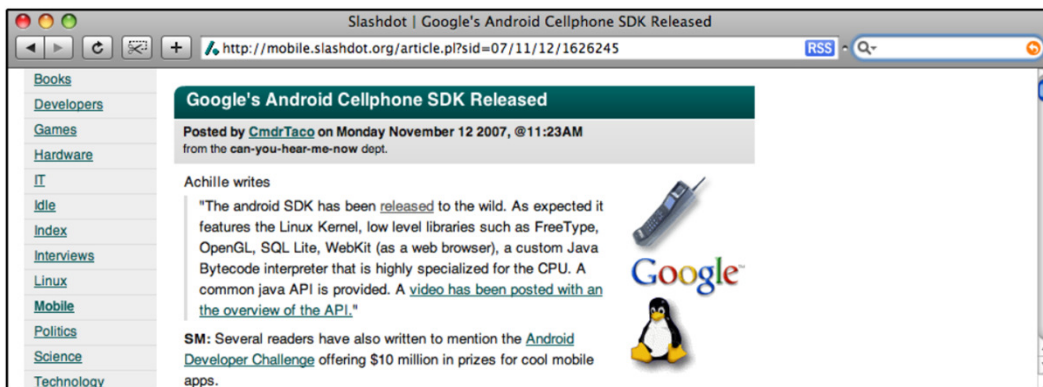 Slashdot | Google's Android Cellphone SDK Released
http://mobile.slashdot.org/article.pl?sid=07/11/12/1626245
RSS
Books
Developers
Games
Hardware
IT
Idle
Index
Interviews
Linux
Mobile
Politics
Science
Technology
Google's Android Cellphone SDK Released
Posted by CmdrTaco on Monday November 12 2007, @11:23AM
from the can-you-hear-me-now dept.
Achille writes
"The android SDK has been released to the wild. As expected it
features the Linux Kernel, low level libraries such as FreeType,
OpenGL, SQL Lite, WebKit (as a web browser), a custom Java
Bytecode interpreter that is highly specialized for the CPU. A
common java API is provided. A video has been posted with an
the overview of the API."
SM: Several readers have also written to mention the Android
Developer Challenge offering $10 million in prizes for cool mobile
apps.
Google